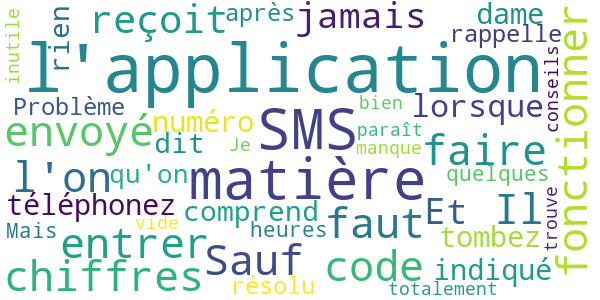 inutile rien reçoit après jamais dame
rappelle
l'application conseils fonctionner
Problème bien lorsque
envoyé numéro SMS paraît
dit Je manque faire
l'on qu'on matière quelques
téléphonez comprend faut Et Il trouve
Mais vide heures tombez
entrer Sauf code indiqué
chiffres résolu totalement